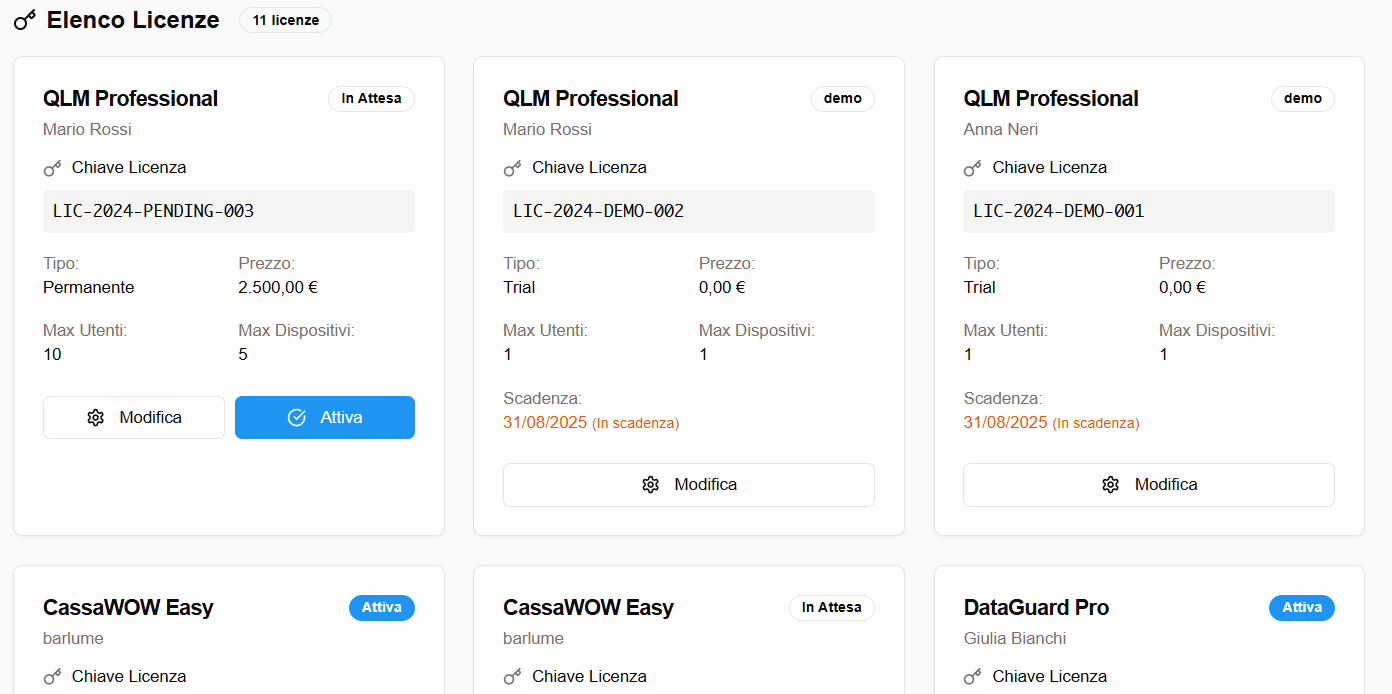 Elenco Licenze 11 licenze
QLM Professional In Attesa
Mario Rossi
Chiave Licenza
LIC-2024-PENDING-003
Tipo: Prezzo:
Permanente 2.500,00 €
Max Utenti: Max Dispositivi:
10 5
Modifica Attiva
QLM Professional demo
Mario Rossi
Chiave Licenza
LIC-2024-DEMO-002
Tipo: Prezzo:
Trial 0,00 €
Max Utenti: Max Dispositivi:
1 1
Scadenza:
31/08/2025 (In scadenza)
Modifica
QLM Professional demo
Anna Neri
Chiave Licenza
LIC-2024-DEMO-001
Tipo: Prezzo:
Trial 0,00 €
Max Utenti: Max Dispositivi:
1 1
Scadenza:
31/08/2025 (In scadenza)
Modifica
CassaWOW Easy Attiva
barlume
Chiave Licenza
CassaWOW Easy In Attesa
barlume
Chiave Licenza
DataGuard Pro Attiva
Giulia Bianchi
Chiave Licenza